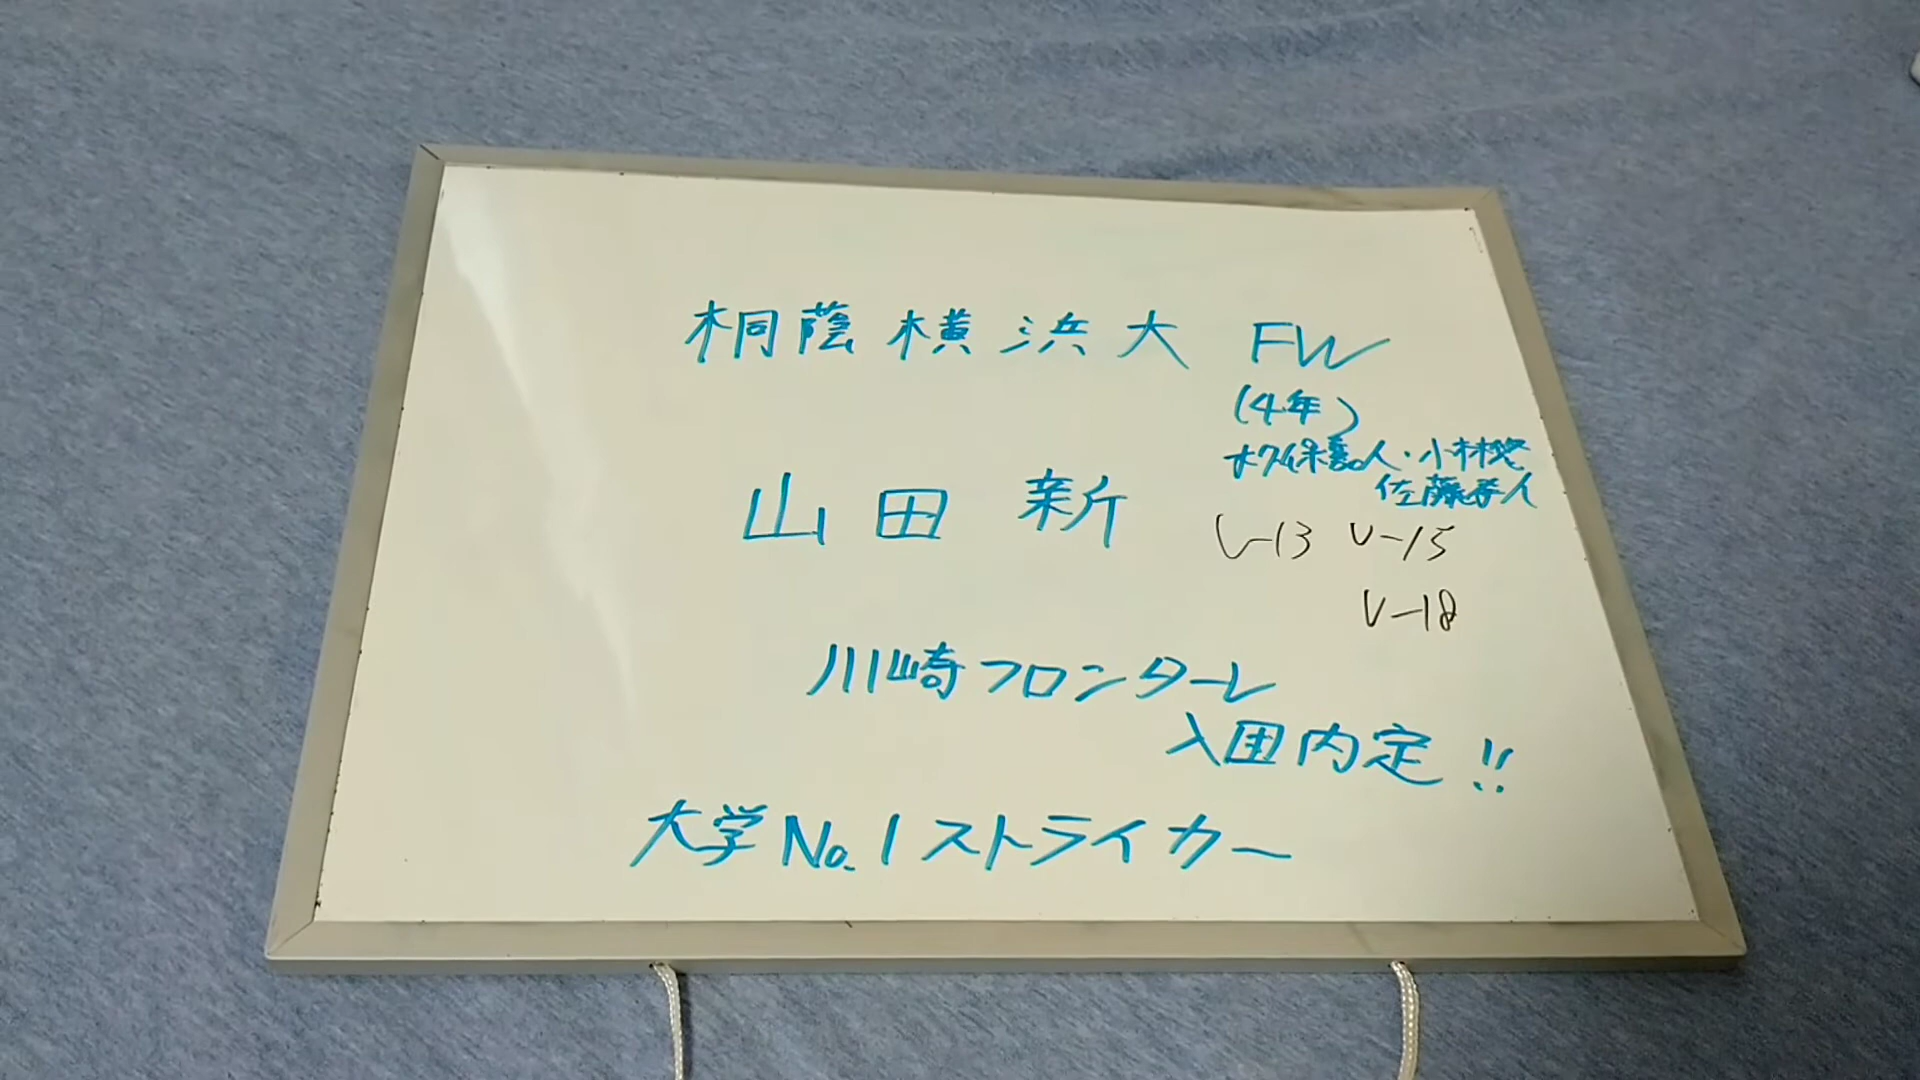 桐蔭横浜大 FW
(4年)
大久保嘉人・小林悠
佐藤寿人
山田 新
U-13 U-15
U-18
川崎フロンターレ
入団内定!!
大学No.1ストライカー